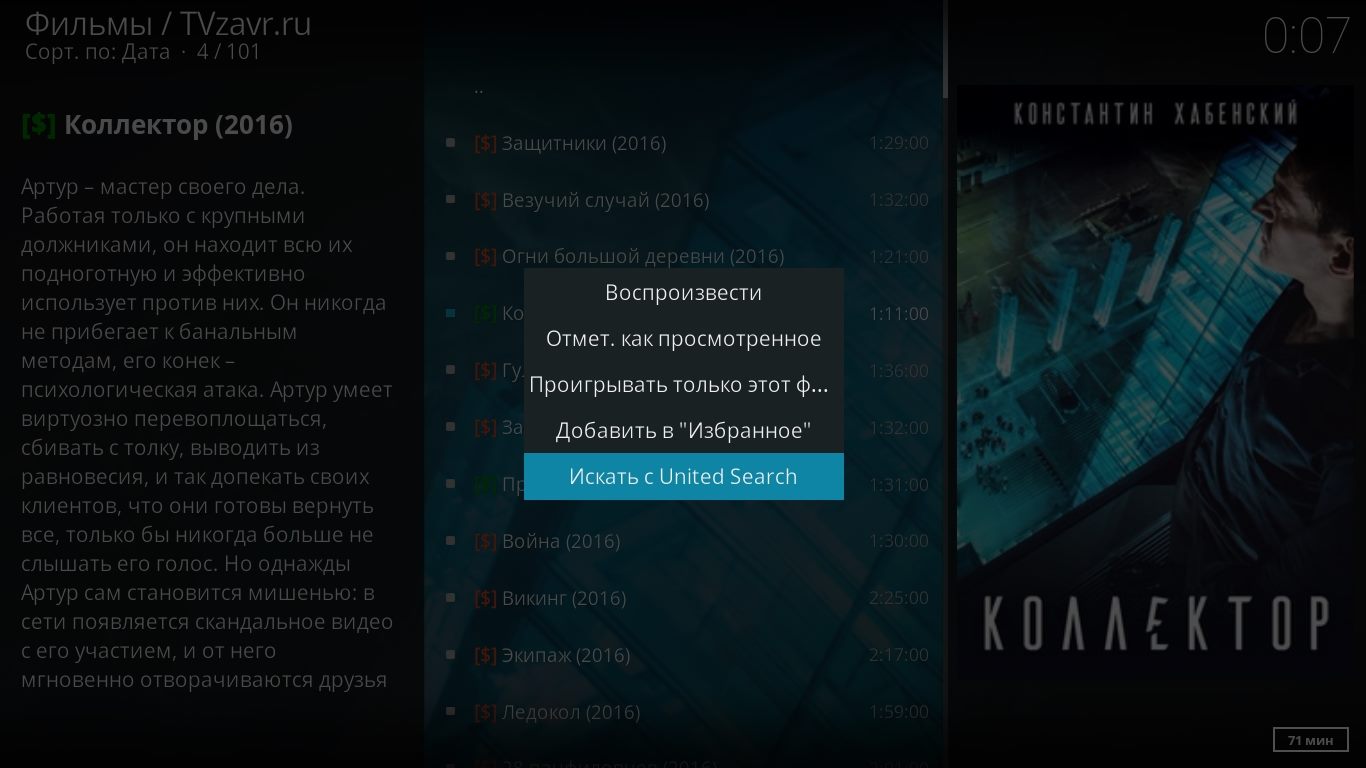 Фильмы / TVzavr.ru
Сорт. по: Дата · 4 / 101
0:07
[$] Коллектор (2016)
Артур – мастер своего дела.
Работая только с крупными
должниками, он находит всю их
подноготную и эффективно
использует против них. Он никогда
не прибегает к банальным
методам, его конек –
психологическая атака. Артур умеет
виртуозно перевоплощаться,
сбивать с толку, выводить из
равновесия, и так допекать своих
клиентов, что они готовы вернуть
все, только бы никогда больше не
слышать его голос. Но однажды
Артур сам становится мишенью: в
сети появляется скандальное видео
с его участием, и от него
мгновенно отворачиваются друзья
..
[$] Защитники (2016) 1:29:00
[$] Везучий случай (2016) 1:32:00
[$] Огни большой деревни (2016) 1:21:00
[$] Ко 1:11:00
[$] Гу 1:36:00
[$] За 1:32:00
[$] Пр 1:31:00
[$] Война (2016) 1:30:00
[$] Викинг (2016) 2:25:00
[$] Экипаж (2016) 2:17:00
[$] Ледокол (2016) 1:59:00
[$] 28 панфиловцев (2016)
Воспроизвести
Отмет. как просмотренное
Проигрывать только этот ф...
Добавить в "Избранное"
Искать с United Search
КОНСТАНТИН ХАБЕНСКИЙ
КОЛЛЕКТОР
71 мин